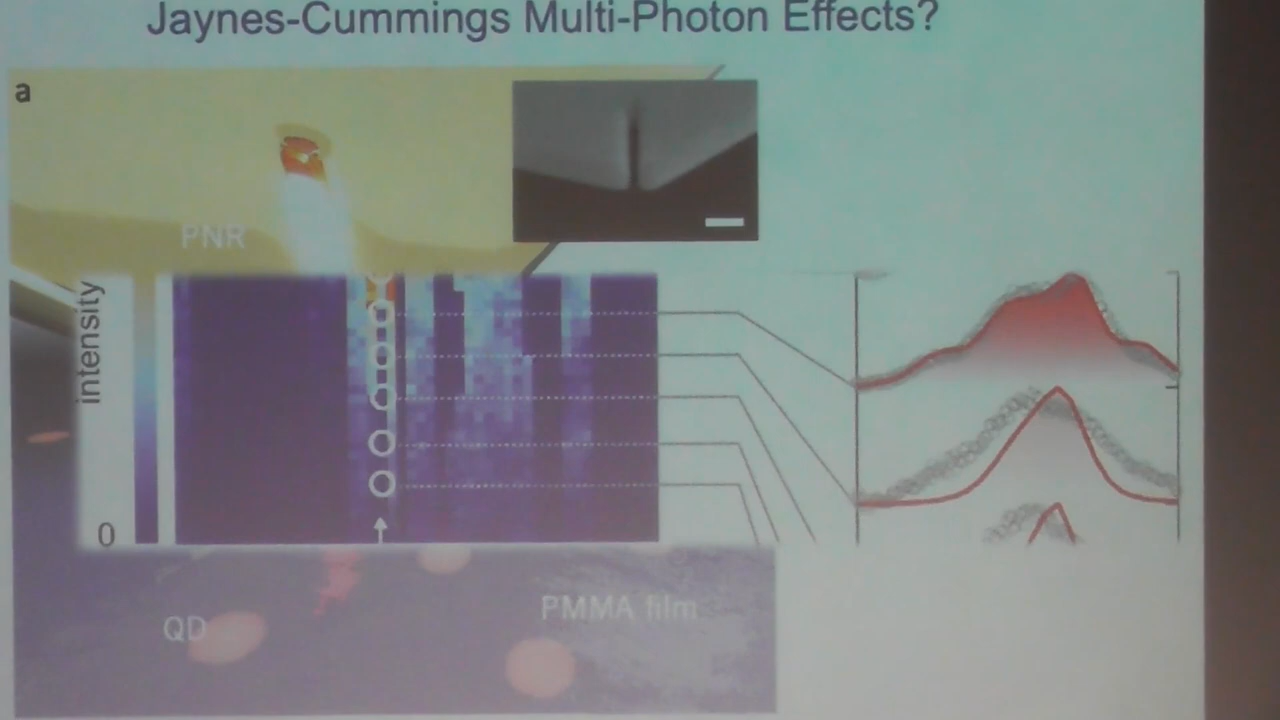 Jaynes-Cummings Multi-Photon Effects?
a
PNR
intensity
0
QD
PMMA film